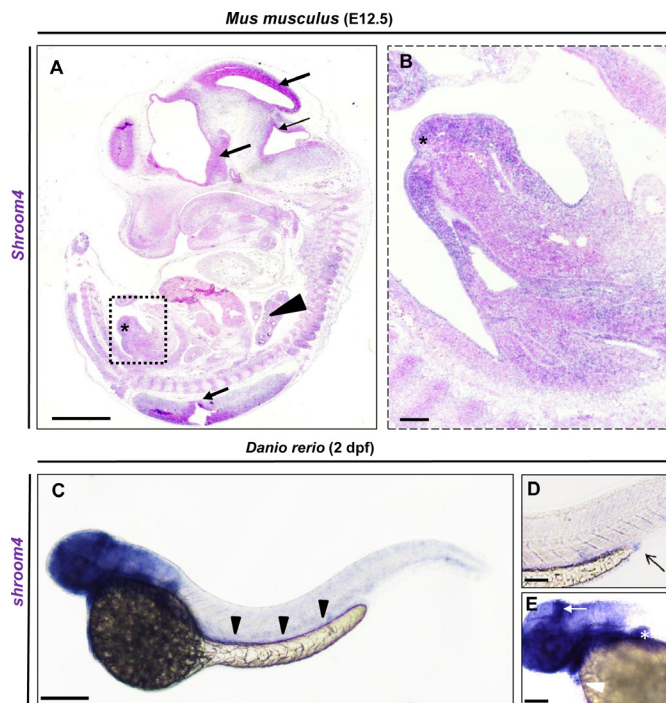 Mus musculus (E12.5)
Shroom4
A
*
B
*
Danio rerio (2 dpf)
shroom4
C
D
E
*